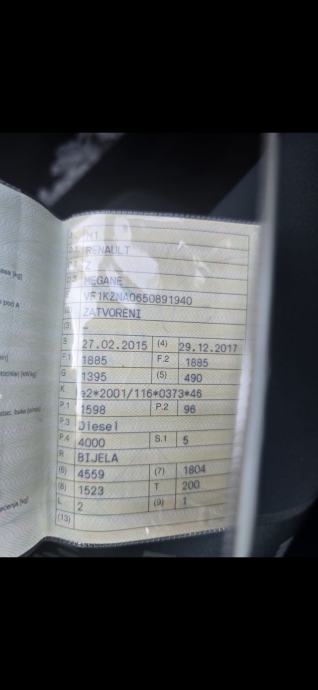 N1
RENAULT
Z
MEGANE
VF1KZNA0650891940
ZATVORENI
(3) -
B 27.02.2015 (4) 29.12.2017
F.1 1885 F.2 1885
G 1395 (5) 490
K e2*2001/116*0373*46
P.1 1598 P.2 96
P.3 Diesel
P.4 4000 S.1 5
R BIJELA
(6) 4559 (7) 1804
(8) 1523 T 200
L 2 (9) 1
(13)